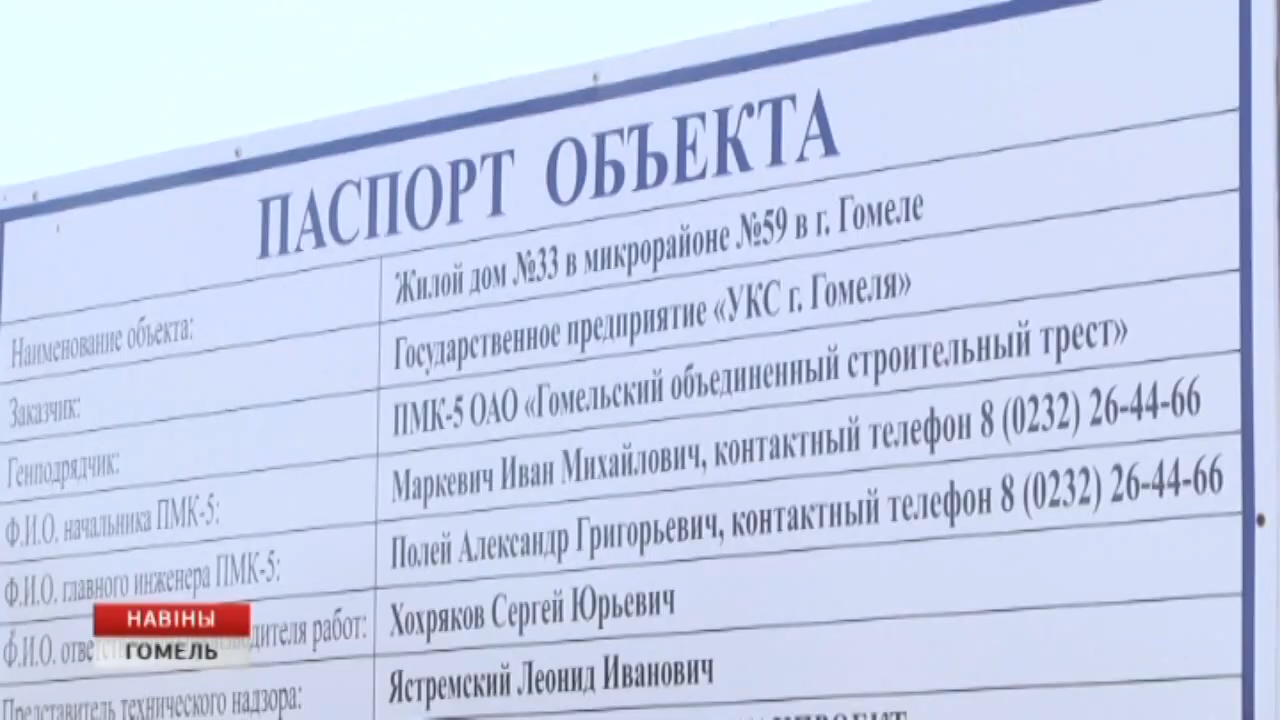 ПАСПОРТ ОБЪЕКТА
Наименование объекта: Жилой дом №33 в микрорайоне №59 в г. Гомеле
Заказчик: Государственное предприятие «УКС г. Гомеля»
Генподрядчик: ПМК-5 ОАО «Гомельский объединенный строительный трест»
Ф.И.О. начальника ПМК-5: Маркевич Иван Михайлович, контактный телефон 8 (0232) 26-44-66
Ф.И.О. главного инженера ПМК-5: Полей Александр Григорьевич, контактный телефон 8 (0232) 26-44-66
Ф.И.О. работ: Хохряков Сергей Юрьевич
Представитель технического надзора: Ястремский Леонид Иванович
НАВІНЫ
ГОМЕЛЬ